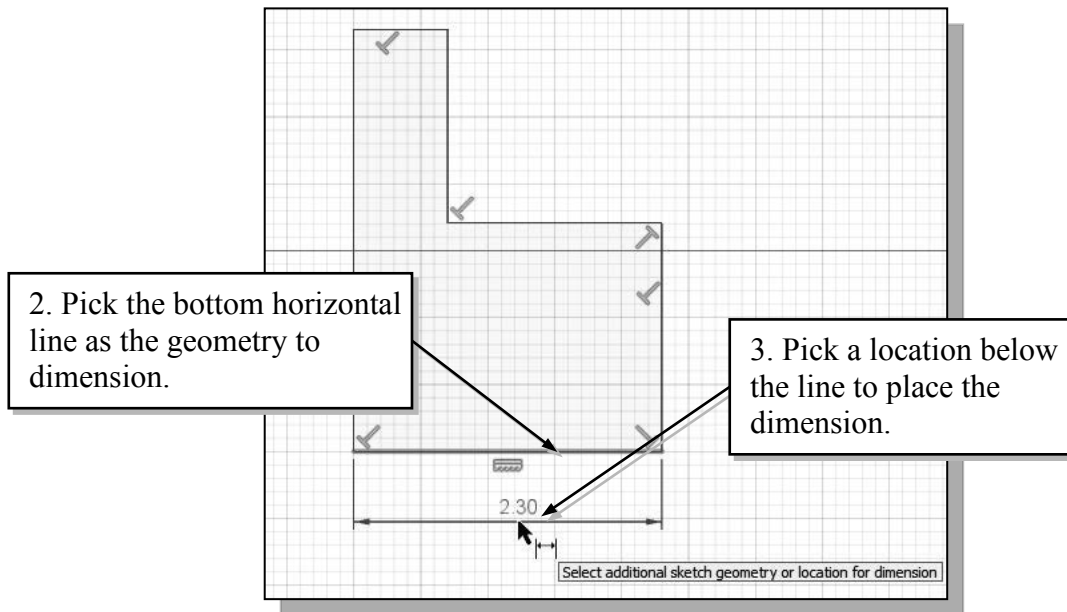 2. Pick the bottom horizontal
line as the geometry to
dimension.
3. Pick a location below
the line to place the
dimension.
2.30
Select additional sketch geometry or location for dimension